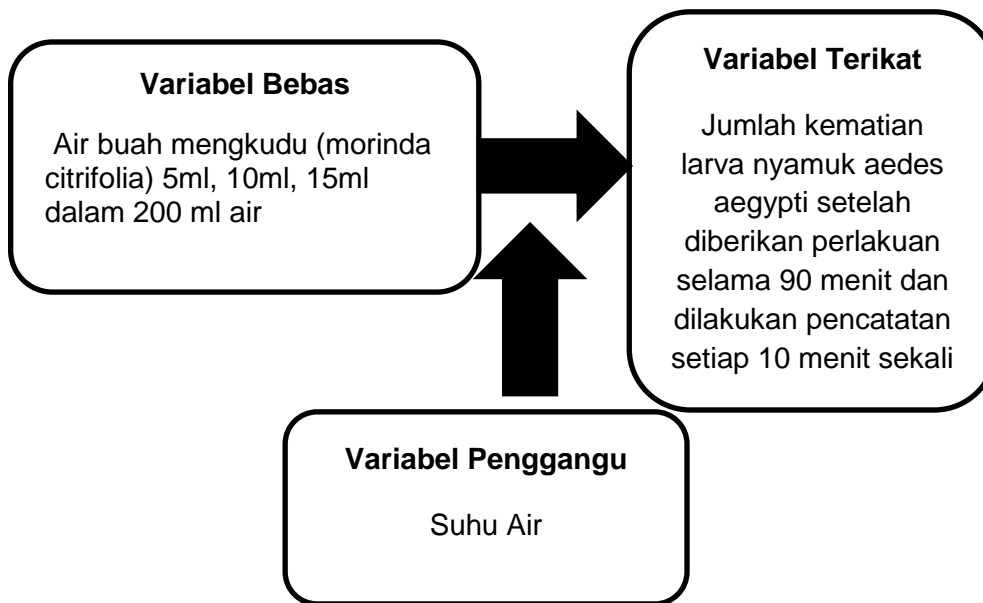 Variabel Bebas
Air buah mengkudu (morinda
citrifolia) 5ml, 10ml, 15ml
dalam 200 ml air
Variabel Terikat
Jumlah kematian
larva nyamuk aedes
aegypti setelah
diberikan perlakuan
selama 90 menit dan
dilakukan pencatatan
setiap 10 menit sekali
Variabel Penggangu
Suhu Air